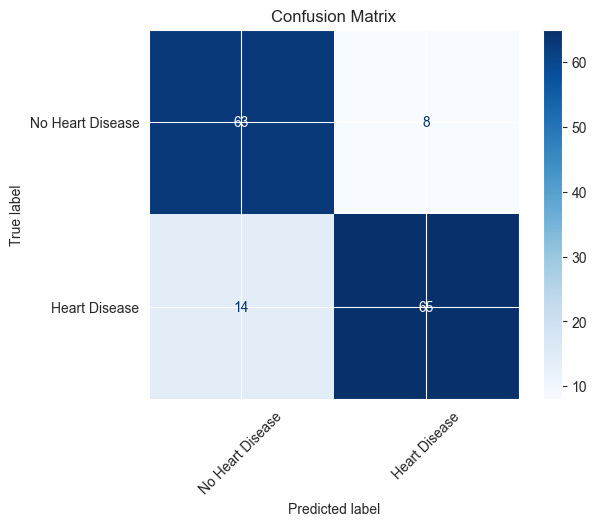 Confusion Matrix
No Heart Disease
63
8
Heart Disease
14
65
True label
No Heart Disease
Heart Disease
Predicted label
60
50
40
30
20
10